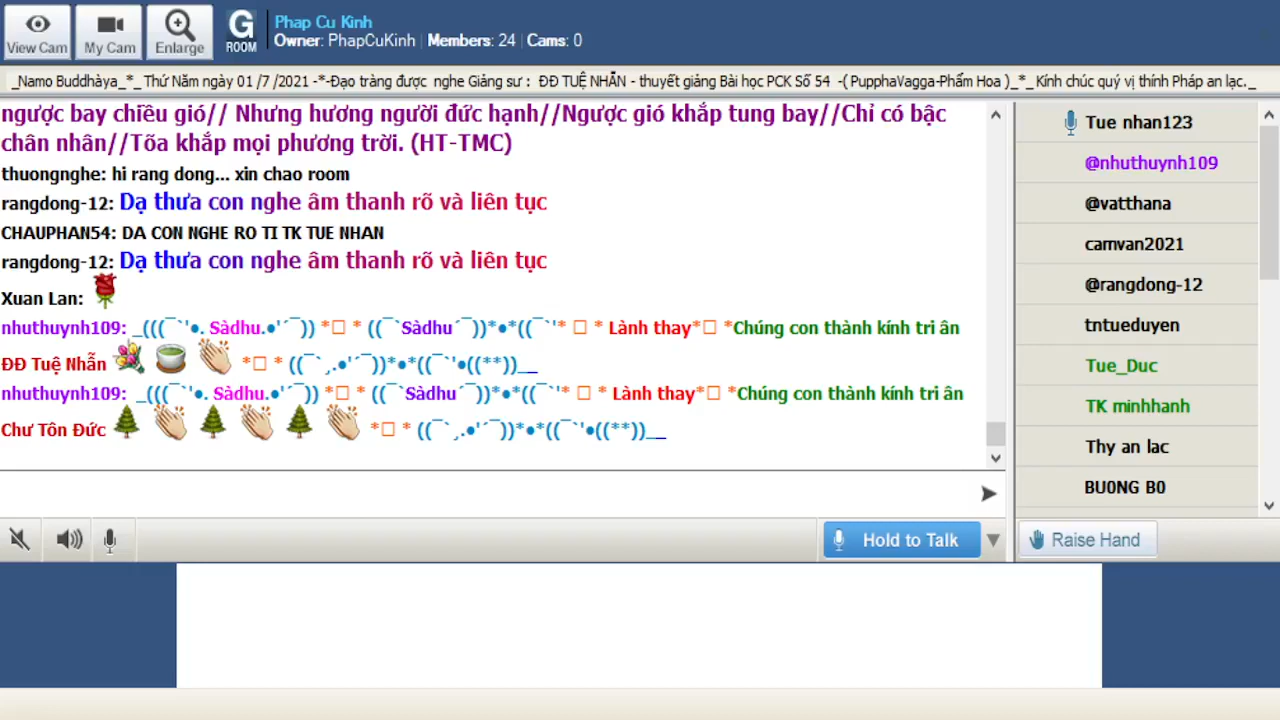 View Cam
My Cam
Enlarge
G
ROOM
Phap Cu Kinh
Owner: PhapCuKinh | Members: 24 | Cams: 0
_Namo Buddhàya_*_ Thứ Năm ngày 01 /7 /2021 -*-Đạo tràng được nghe Giảng sư : ĐĐ TUỆ NHẪN - thuyết giảng Bài học PCK Số 54 -( PupphaVagga-Phẩm Hoa )_*_ Kính chúc quý vị thính Pháp an lạc._
ngược bay chiều gió// Nhưng hương người đức hạnh//Ngược gió khắp tung bay//Chỉ có bậc
chân nhân//Tõa khắp mọi phương trời. (HT-TMC)
thuongnghe: hi rang dong... xin chao room
rangdong-12: Dạ thưa con nghe âm thanh rõ và liên tục
CHAUPHAN54: DA CON NGHE RO TI TK TUE NHAN
rangdong-12: Dạ thưa con nghe âm thanh rõ và liên tục
Xuan Lan:
nhuthuynh109: _(((¯`'•. Sàdhu.•'´¯)) *□ * ((¯`Sàdhu´¯))*•*((¯`'* □ * Lành thay*□ *Chúng con thành kính tri ân
ĐĐ Tuệ Nhẫn *□ * ((¯`¸.•'´¯))*•*((¯`'•((**))__
nhuthuynh109: _(((¯`'•. Sàdhu.•'´¯)) *□ * ((¯`Sàdhu´¯))*•*((¯`'* □ * Lành thay*□ *Chúng con thành kính tri ân
Chư Tôn Đức *□ * ((¯`¸.•'´¯))*•*((¯`'•((**))__
Tue nhan123
@nhuthuynh109
@vatthana
camvan2021
@rangdong-12
tntueduyen
Tue_Duc
TK minhhanh
Thy an lac
BU0NG B0
Hold to Talk
Raise Hand